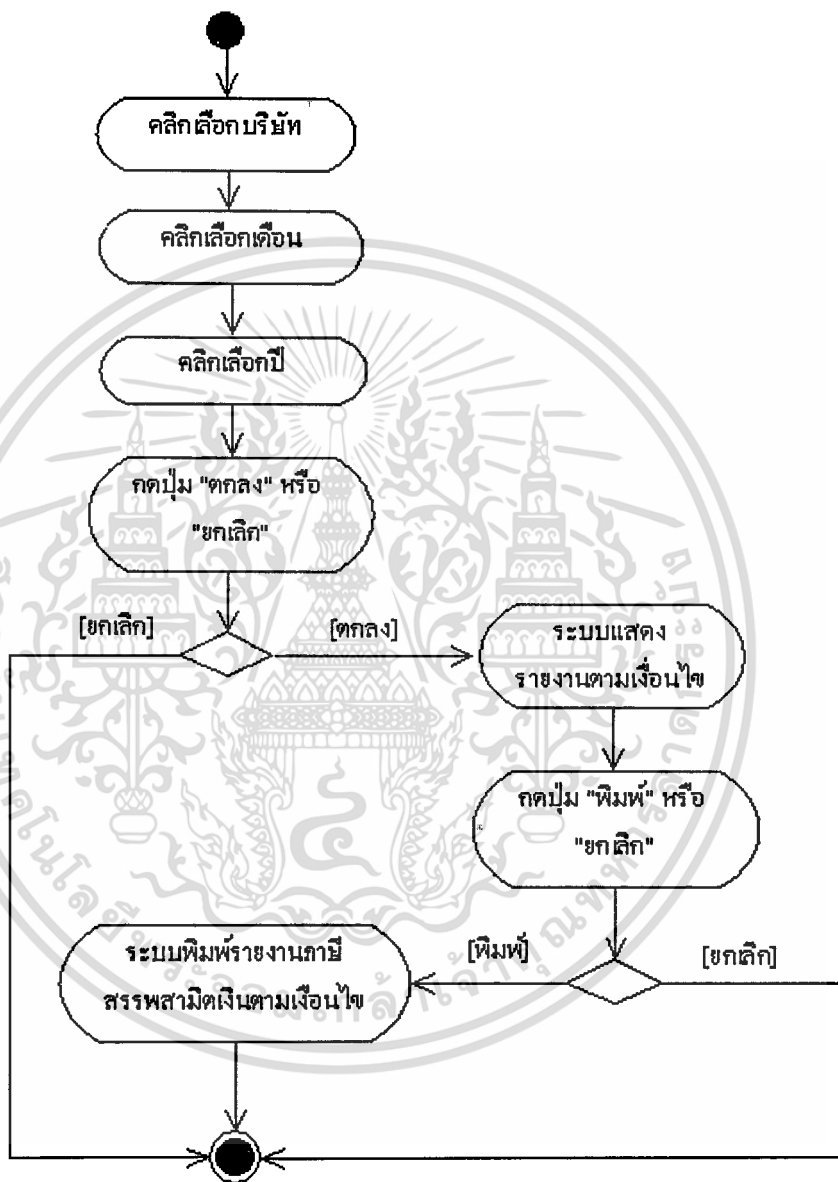 คลิกเลือกบริษัท
คลิกเลือกเดือน
คลิกเลือกปี
กดปุ่ม "ตกลง" หรือ
"ยกเลิก"
[ยกเลิก]
[ตกลง]
ระบบแสดง
รายงานตามเงื่อนไข
กดปุ่ม "พิมพ์" หรือ
"ยกเลิก"
[พิมพ์]
[ยกเลิก]
ระบบพิมพ์รายงานภาษี
สรรพสามิตเงินตามเงื่อนไข